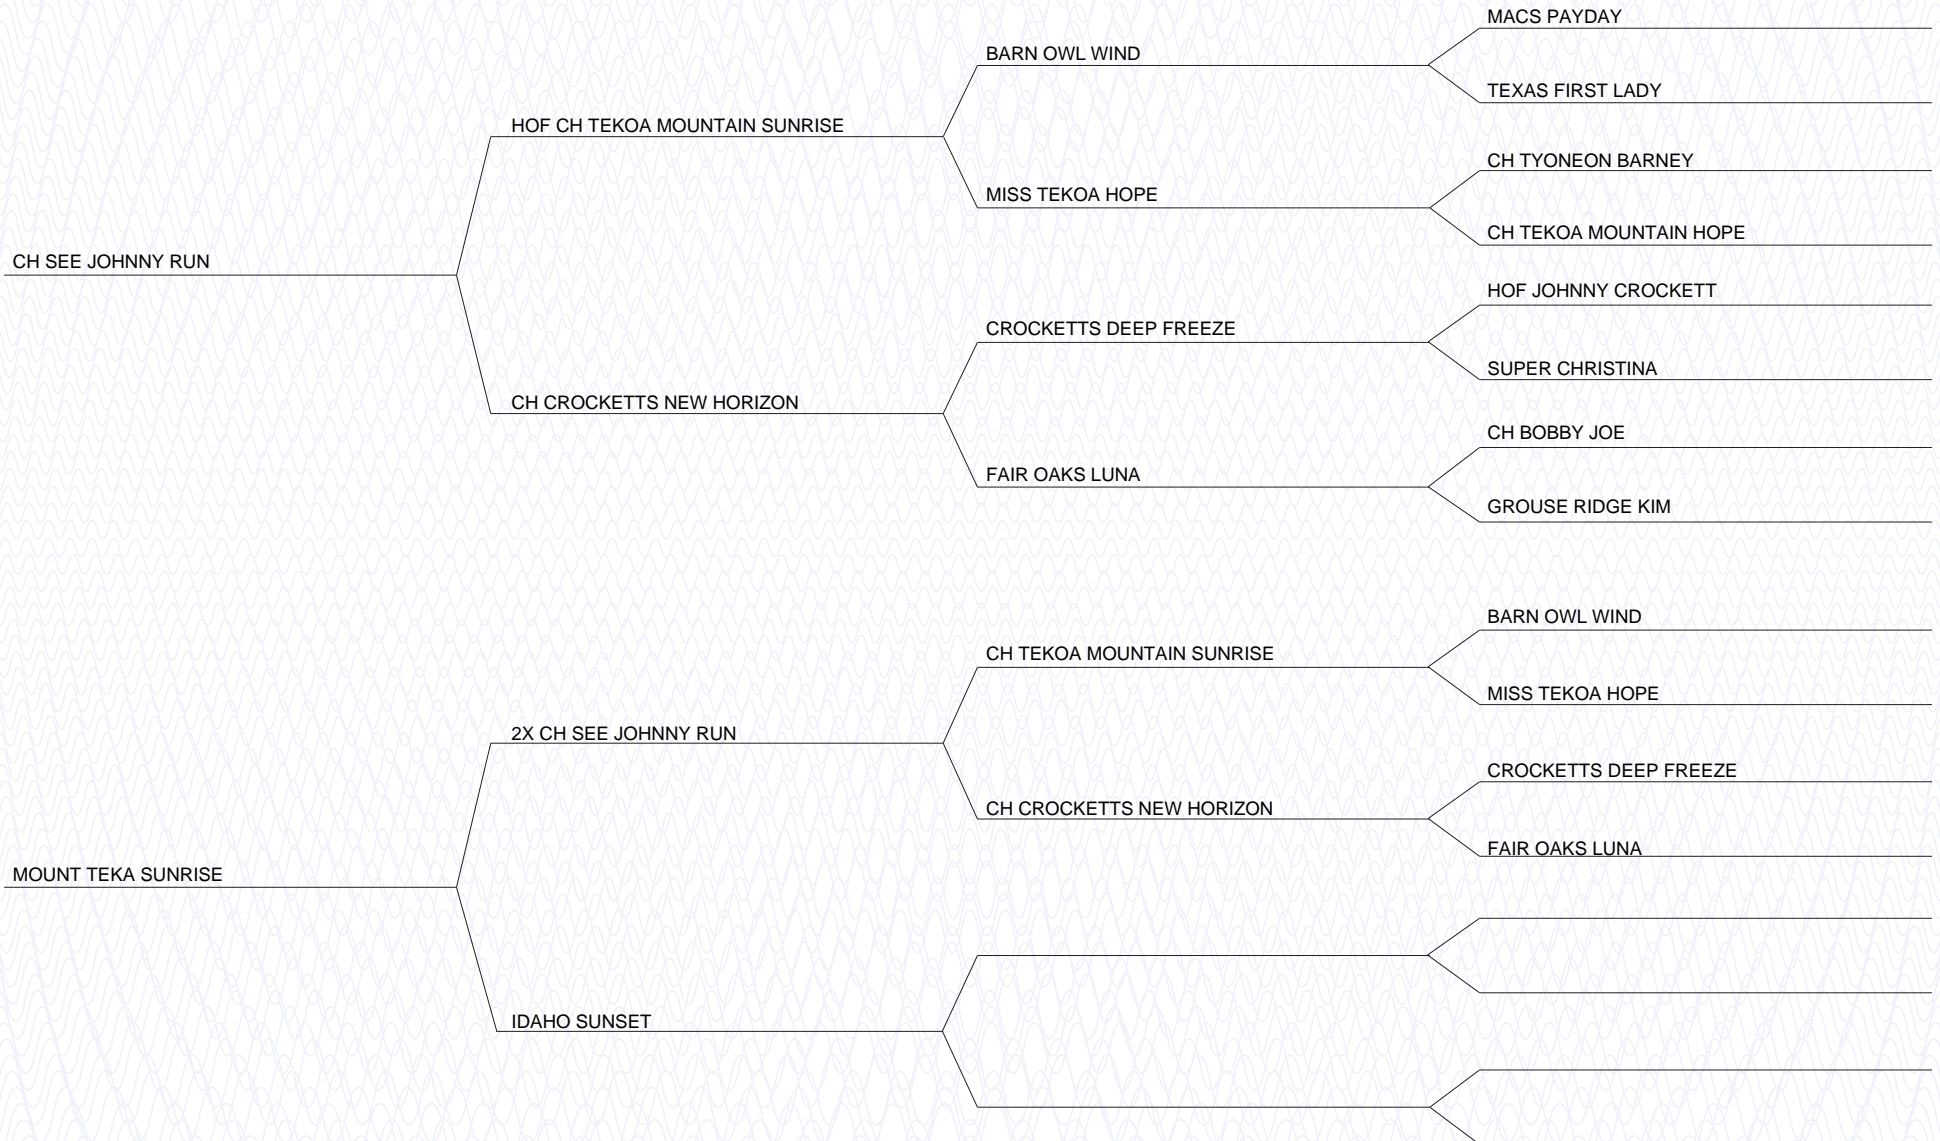 MACS PAYDAY
BARN OWL WIND
TEXAS FIRST LADY
HOF CH TEKOA MOUNTAIN SUNRISE
CH TYONEON BARNEY
MISS TEKOA HOPE
CH TEKOA MOUNTAIN HOPE
CH SEE JOHNNY RUN
HOF JOHNNY CROCKETT
CROCKETTS DEEP FREEZE
SUPER CHRISTINA
CH CROCKETTS NEW HORIZON
CH BOBBY JOE
FAIR OAKS LUNA
GROUSE RIDGE KIM
BARN OWL WIND
CH TEKOA MOUNTAIN SUNRISE
MISS TEKOA HOPE
2X CH SEE JOHNNY RUN
CROCKETTS DEEP FREEZE
CH CROCKETTS NEW HORIZON
FAIR OAKS LUNA
MOUNT TEKA SUNRISE
IDAHO SUNSET